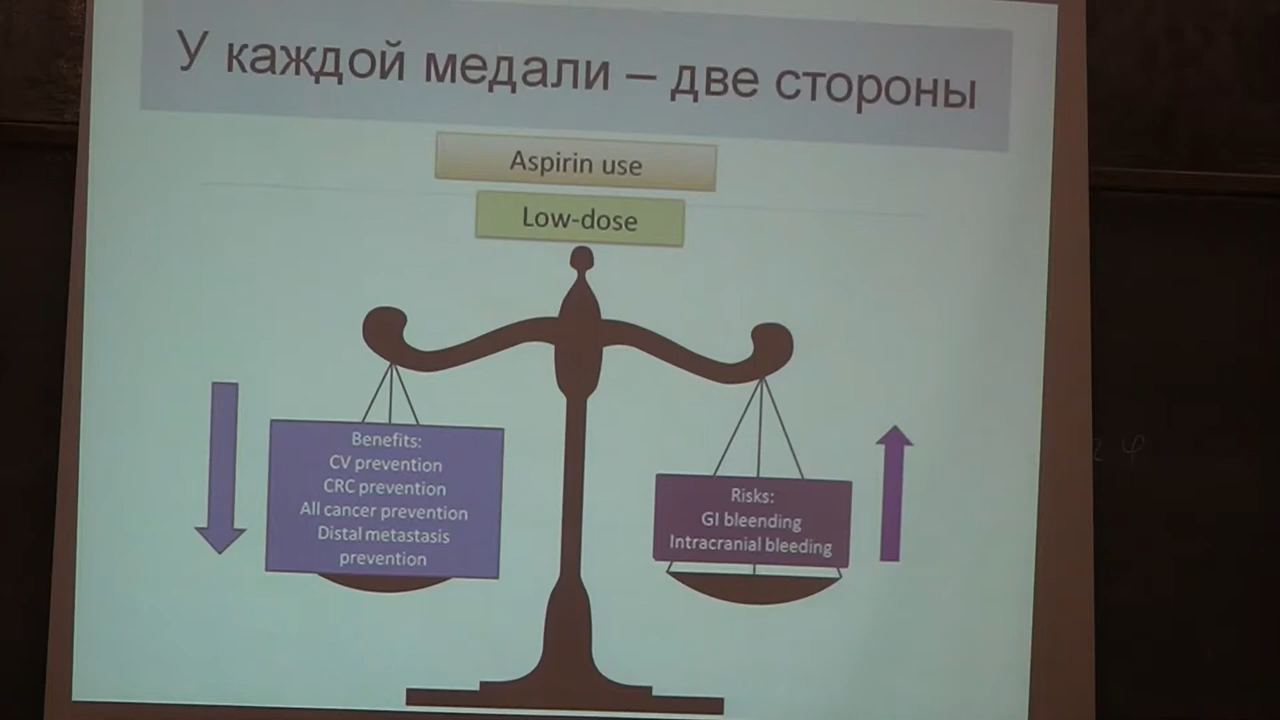 У каждой медали – две стороны
Aspirin use
Low-dose
Benefits:
CV prevention
CRC prevention
All cancer prevention
Distal metastasis
prevention
Risks:
GI bleending
Intracranial bleeding